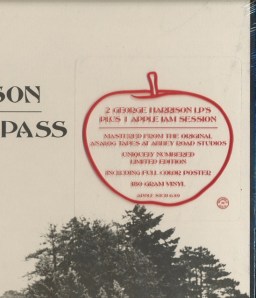 SON
PASS
2 GEORGE HARRISON LP'S
PLUS 1 APPLE JAM SESSION
MASTERED FROM THE ORIGINAL
ANALOG TAPES AT ABBEY ROAD STUDIOS
UNIQUELY NUMBERED
LIMITED EDITION
INCLUDING FULL COLOR POSTER
180 GRAM VINYL